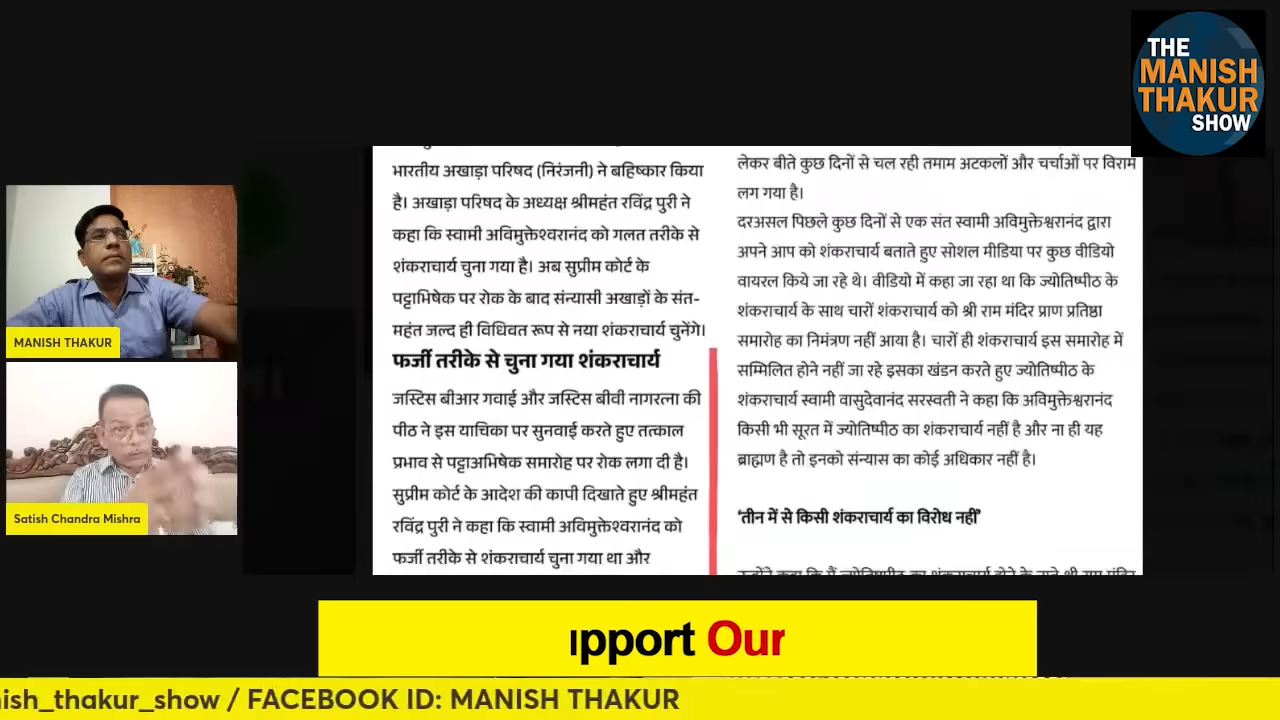 THE
MANISH
THAKUR
SHOW
भारतीय अखाड़ा परिषद (निरंजनी) ने बहिष्कार किया
है। अखाड़ा परिषद के अध्यक्ष श्रीमहंत रविंद्र पुरी ने
कहा कि स्वामी अविमुक्तेश्वरानंद को गलत तरीके से
शंकराचार्य चुना गया है। अब सुप्रीम कोर्ट के
पट्टाभिषेक पर रोक के बाद संन्यासी अखाड़ों के संत-
महंत जल्द ही विधिवत रूप से नया शंकराचार्य चुनेंगे।
फर्जी तरीके से चुना गया शंकराचार्य
जस्टिस बीआर गवाई और जस्टिस बीवी नागरत्ना की
पीठ ने इस याचिका पर सुनवाई करते हुए तत्काल
प्रभाव से पट्टाअभिषेक समारोह पर रोक लगा दी है।
सुप्रीम कोर्ट के आदेश की कापी दिखाते हुए श्रीमहंत
रविंद्र पुरी ने कहा कि स्वामी अविमुक्तेश्वरानंद को
फर्जी तरीके से शंकराचार्य चुना गया था और
लेकर बीते कुछ दिनों से चल रही तमाम अटकलों और चर्चाओं पर विराम
लग गया है।
दरअसल पिछले कुछ दिनों से एक संत स्वामी अविमुक्तेश्वरानंद द्वारा
अपने आप को शंकराचार्य बताते हुए सोशल मीडिया पर कुछ वीडियो
वायरल किये जा रहे थे। वीडियो में कहा जा रहा था कि ज्योतिष्पीठ के
शंकराचार्य के साथ चारों शंकराचार्य को श्री राम मंदिर प्राण प्रतिष्ठा
समारोह का निमंत्रण नहीं आया है। चारों ही शंकराचार्य इस समारोह में
सम्मिलित होने नहीं जा रहे इसका खंडन करते हुए ज्योतिष्पीठ के
शंकराचार्य स्वामी वासुदेवानंद सरस्वती ने कहा कि अविमुक्तेश्वरानंद
किसी भी सूरत में ज्योतिष्पीठ का शंकराचार्य नहीं है और ना ही यह
ब्राह्मण है तो इनको संन्यास का कोई अधिकार नहीं है।
'तीन में से किसी शंकराचार्य का विरोध नहीं'
MANISH THAKUR
Satish Chandra Mishra
pport Our
ish_thakur_show / FACEBOOK ID: MANISH THAKUR